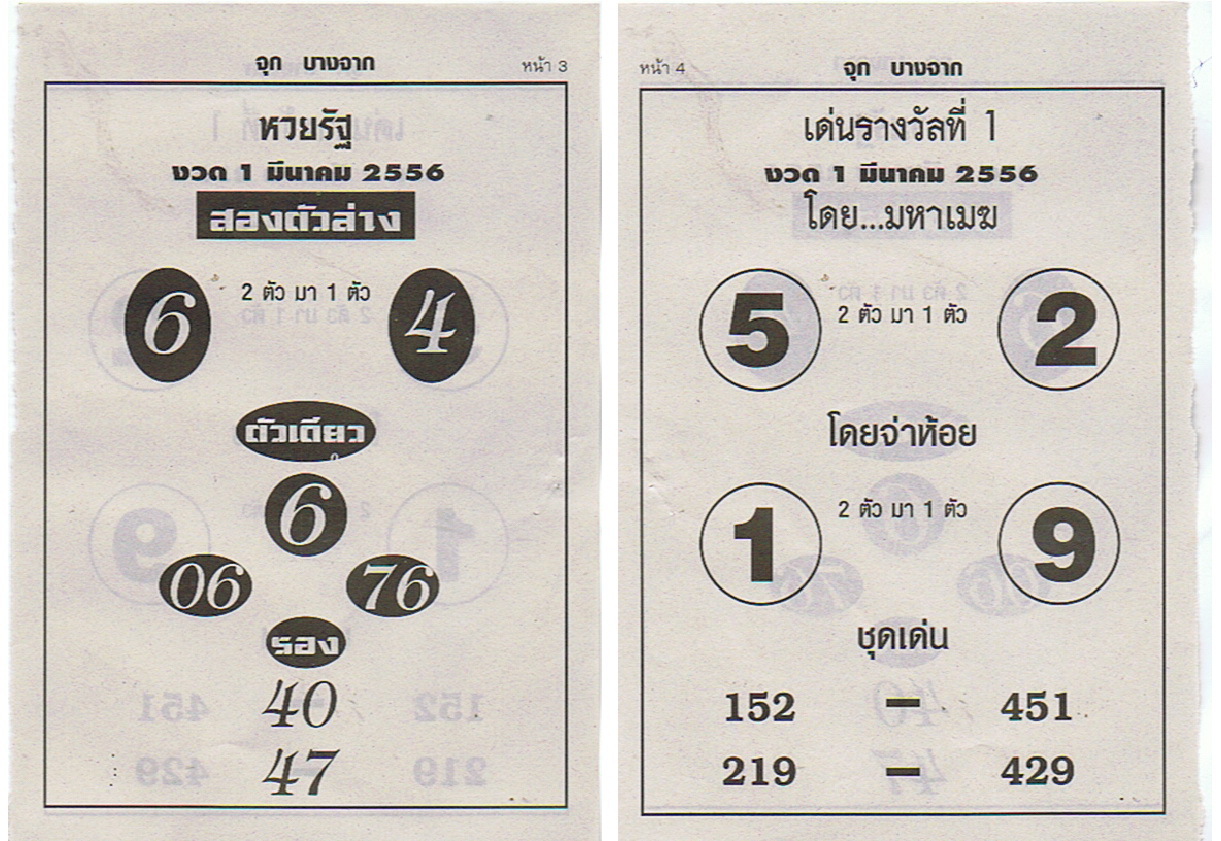 จุก บางจาก
หน้า 3
หวยรัฐ
งวด 1 มีนาคม 2556
สองตัวล่าง
6 2 ตัว มา 1 ตัว 4
ตัวเดียว
6
06 76
รอง
40
47
หน้า 4
จุก บางจาก
เด่นรางวัลที่ 1
งวด 1 มีนาคม 2556
โดย...มหาเมฆ
5 2 ตัว มา 1 ตัว 2
โดยจ่าห้อย
1 2 ตัว มา 1 ตัว 9
ชุดเด่น
152 – 451
219 – 429